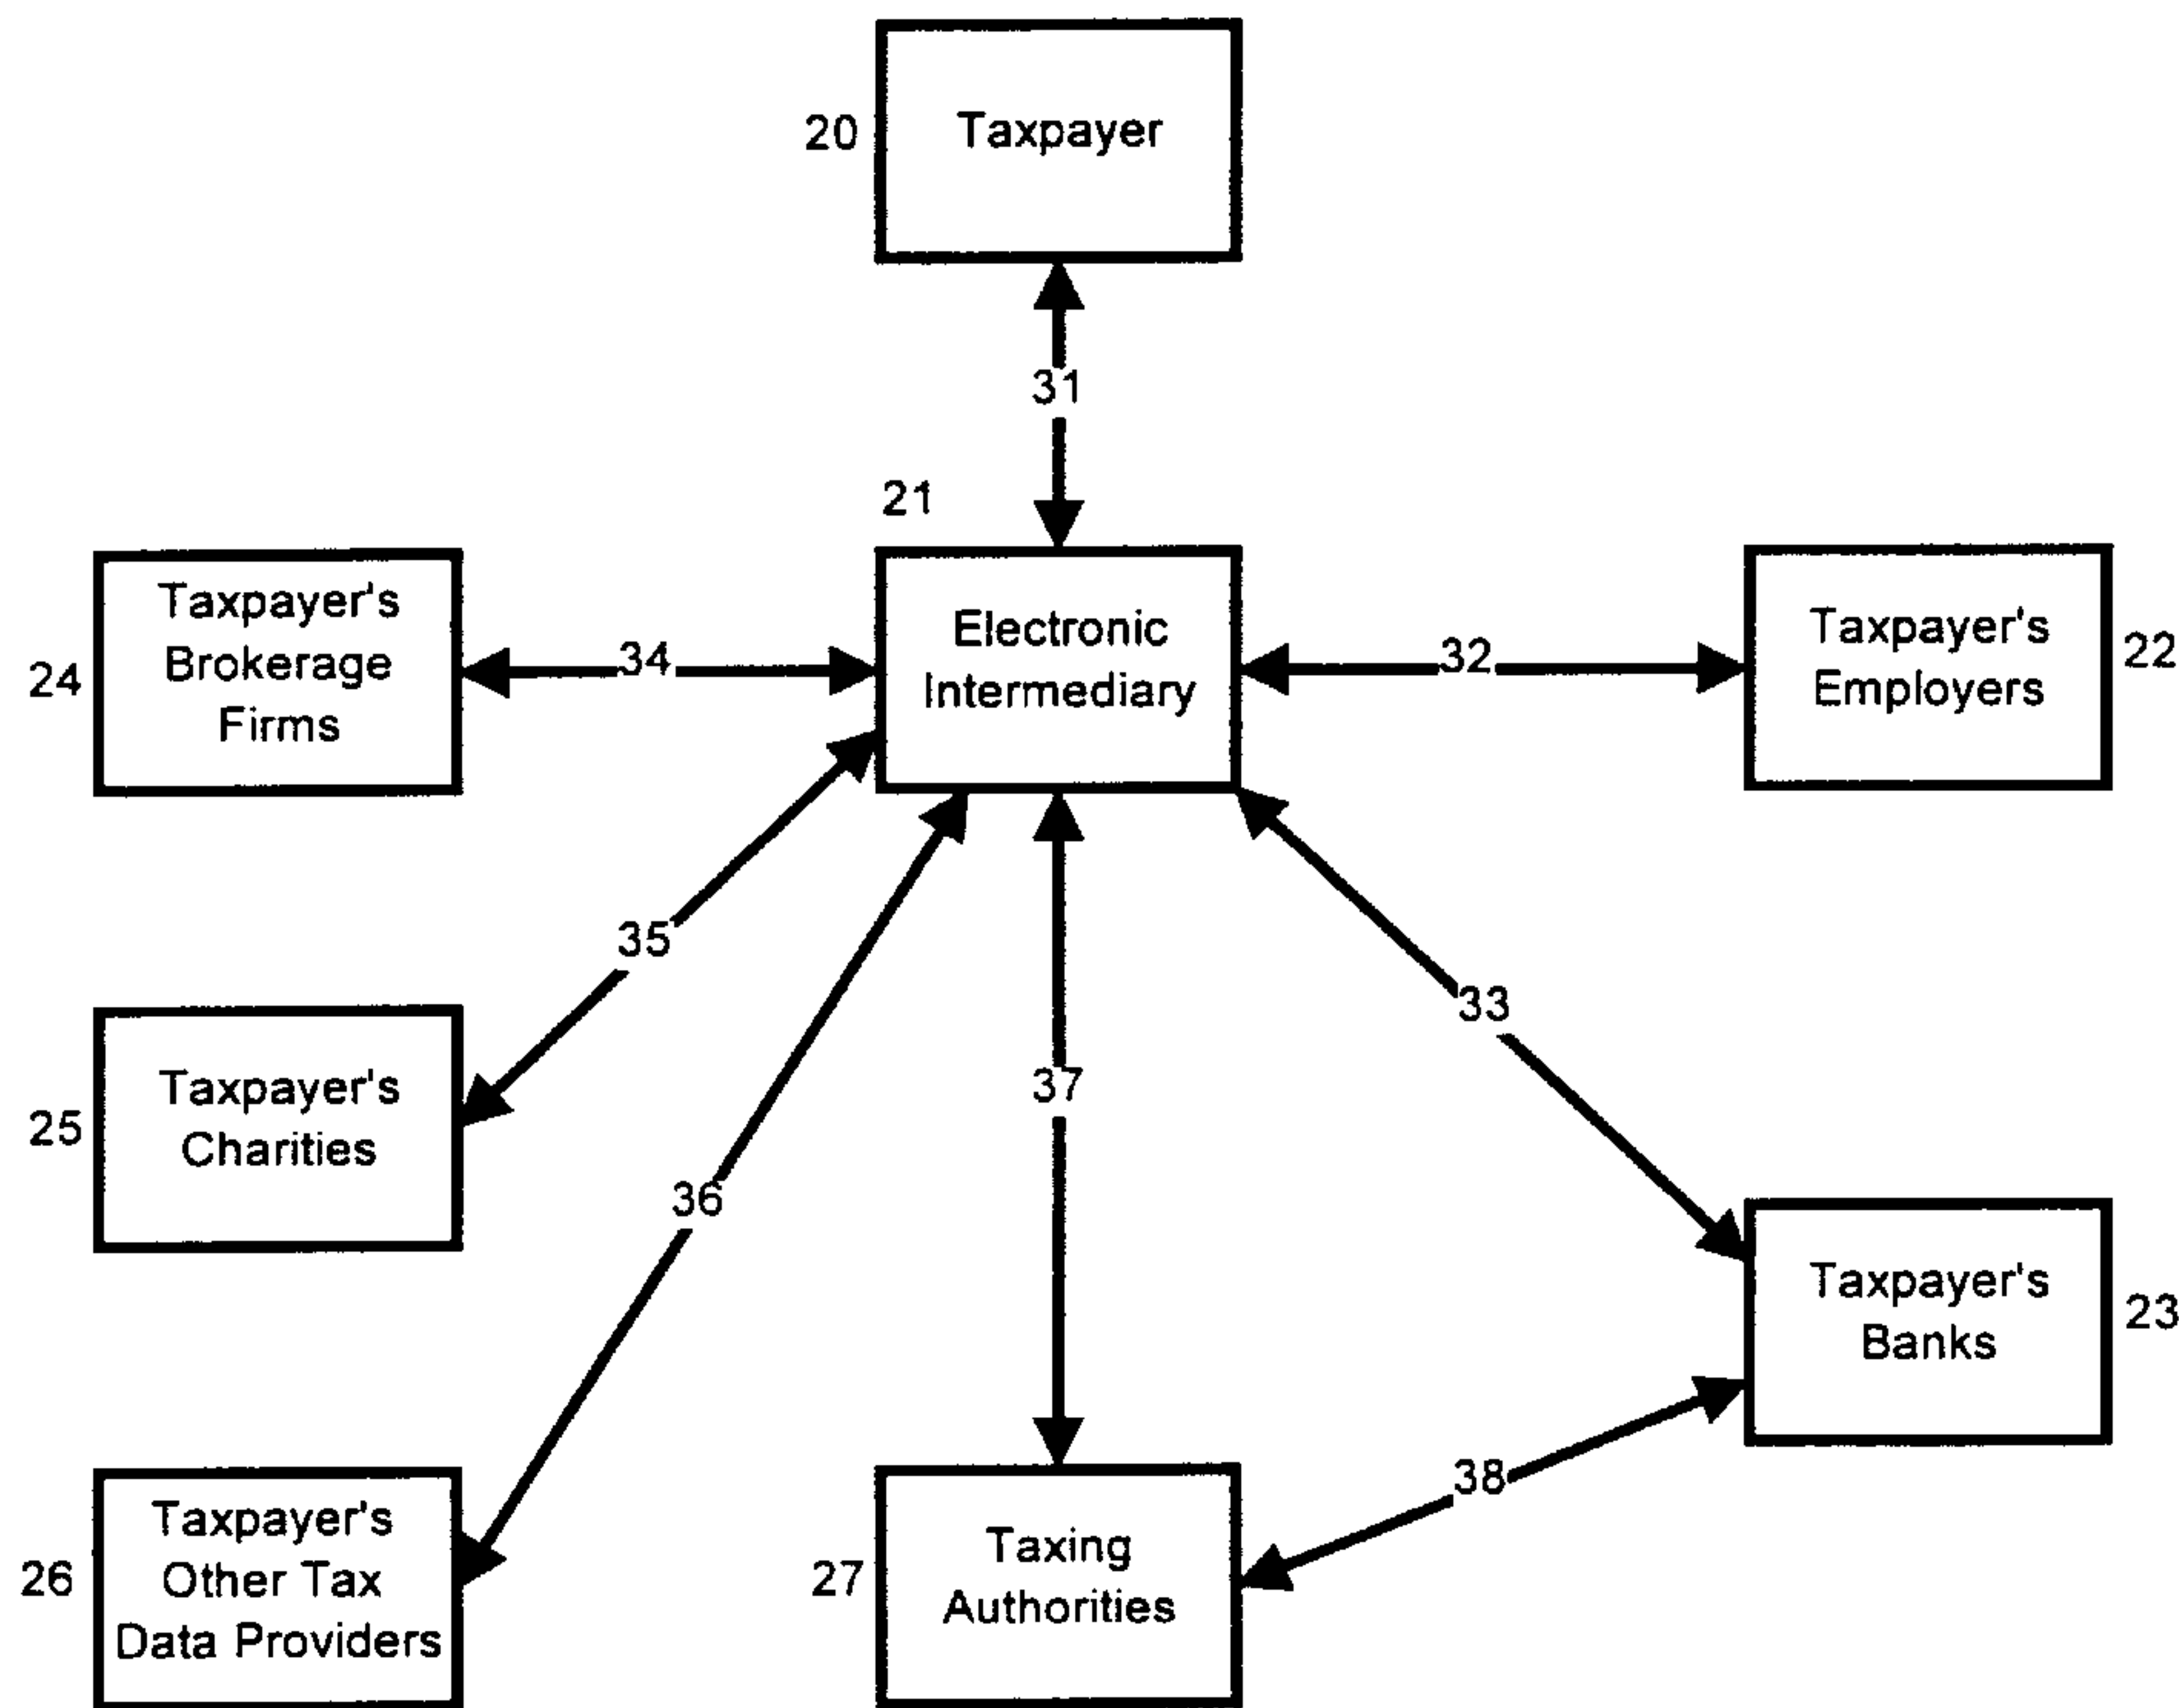 20
Taxpayer
31
21
Electronic
Intermediary
24
Taxpayer's
Brokerage
Firms
34
32
Taxpayer's
Employers
22
35
33
25
Taxpayer's
Charities
37
36
Taxpayer's
Banks
23
38
26
Taxpayer's
Other Tax
Data Providers
27
Taxing
Authorities